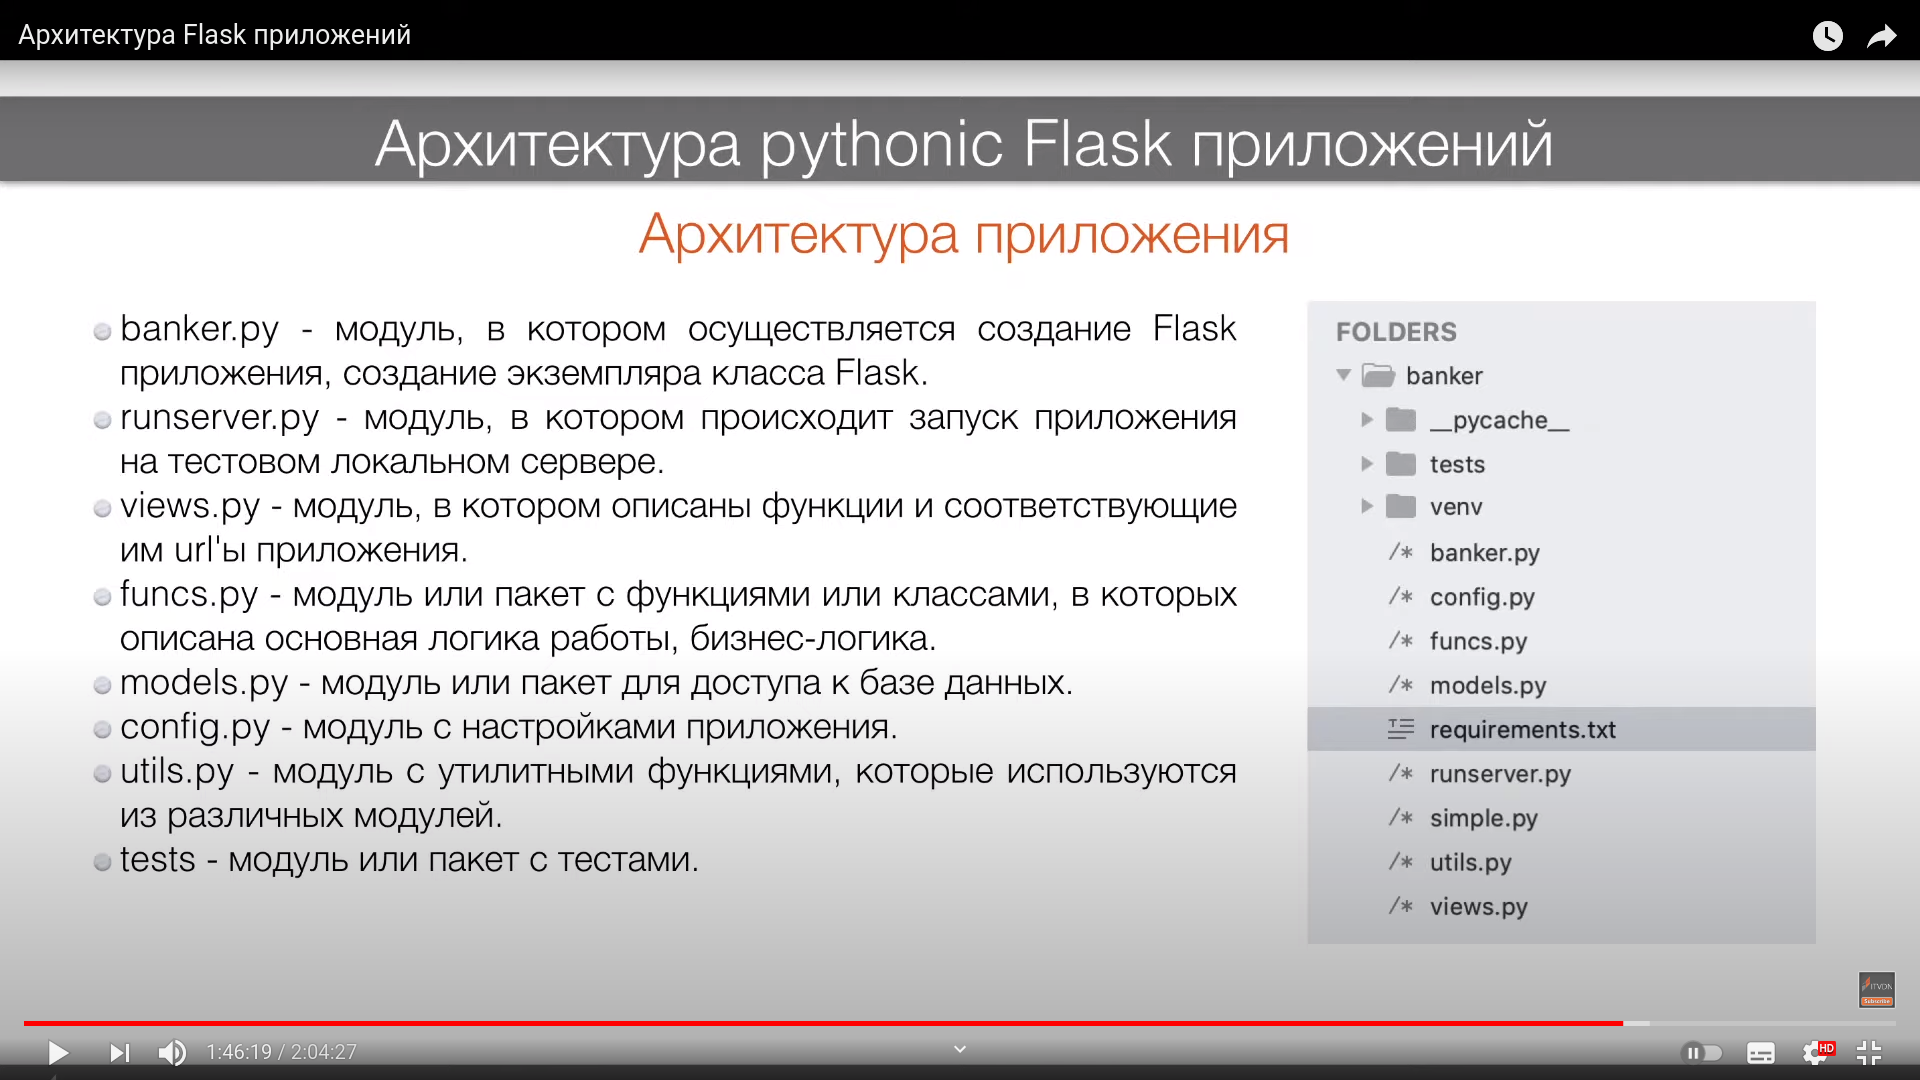 Архитектура Flask приложений
Архитектура pythonic Flask приложений
Архитектура приложения
banker.py - модуль, в котором осуществляется создание Flask
приложения, создание экземпляра класса Flask.
runserver.py - модуль, в котором происходит запуск приложения
на тестовом локальном сервере.
views.py - модуль, в котором описаны функции и соответствующие
им url'ы приложения.
funcs.py - модуль или пакет с функциями или классами, в которых
описана основная логика работы, бизнес-логика.
models.py - модуль или пакет для доступа к базе данных.
config.py - модуль с настройками приложения.
utils.py - модуль с утилитными функциями, которые используются
из различных модулей.
tests - модуль или пакет с тестами.
FOLDERS
banker
__pycache__
tests
venv
/* banker.py
/* config.py
/* funcs.py
/* models.py
requirements.txt
/* runserver.py
/* simple.py
/* utils.py
/* views.py
ITVDN
Subscribe
1:46:19 / 2:04:27
HD